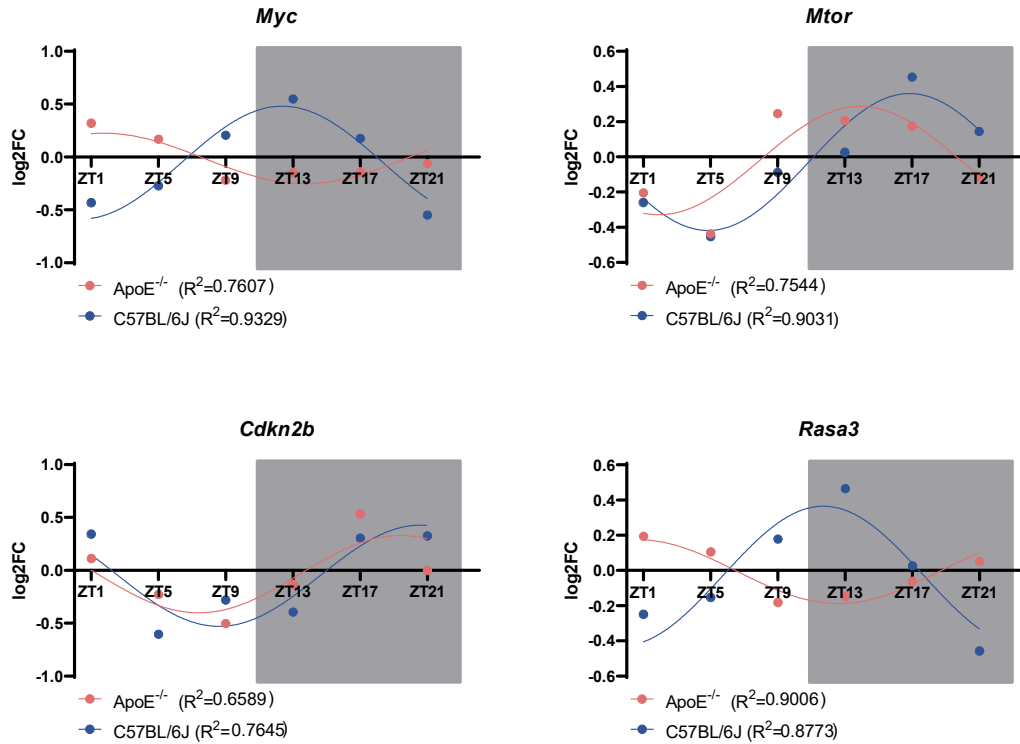 Myc
1.0
0.5
0.0
-0.5
-1.0
log2FC
ZT1 ZT5 ZT9 ZT13 ZT17 ZT21
ApoE-/- (R2=0.7607)
C57BL/6J (R2=0.9329)
Mtor
0.6
0.4
0.2
0.0
-0.2
-0.4
-0.6
log2FC
ZT1 ZT5 ZT9 ZT13 ZT17 ZT21
ApoE-/- (R2=0.7544)
C57BL/6J (R2=0.9031)
Cdkn2b
1.0
0.5
0.0
-0.5
-1.0
log2FC
ZT1 ZT5 ZT9 ZT13 ZT17 ZT21
ApoE-/- (R2=0.6589)
C57BL/6J (R2=0.7645)
Rasa3
0.6
0.4
0.2
0.0
-0.2
-0.4
-0.6
log2FC
ZT1 ZT5 ZT9 ZT13 ZT17 ZT21
ApoE-/- (R2=0.9006)
C57BL/6J (R2=0.8773)